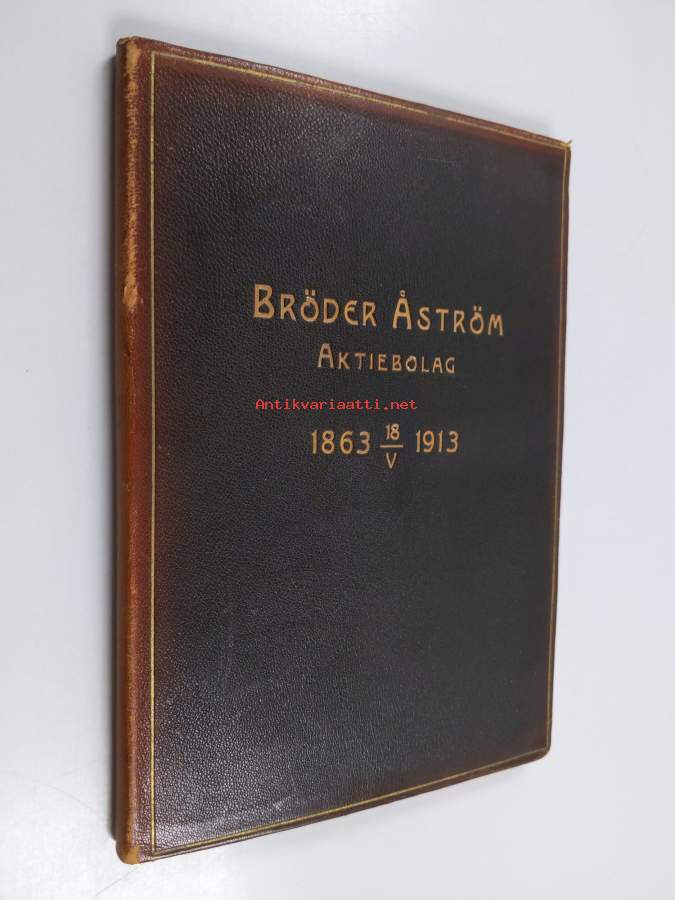 BRÖDER ÅSTRÖM
AKTIEBOLAG
Antikvariaatti.net
1863 18/V 1913